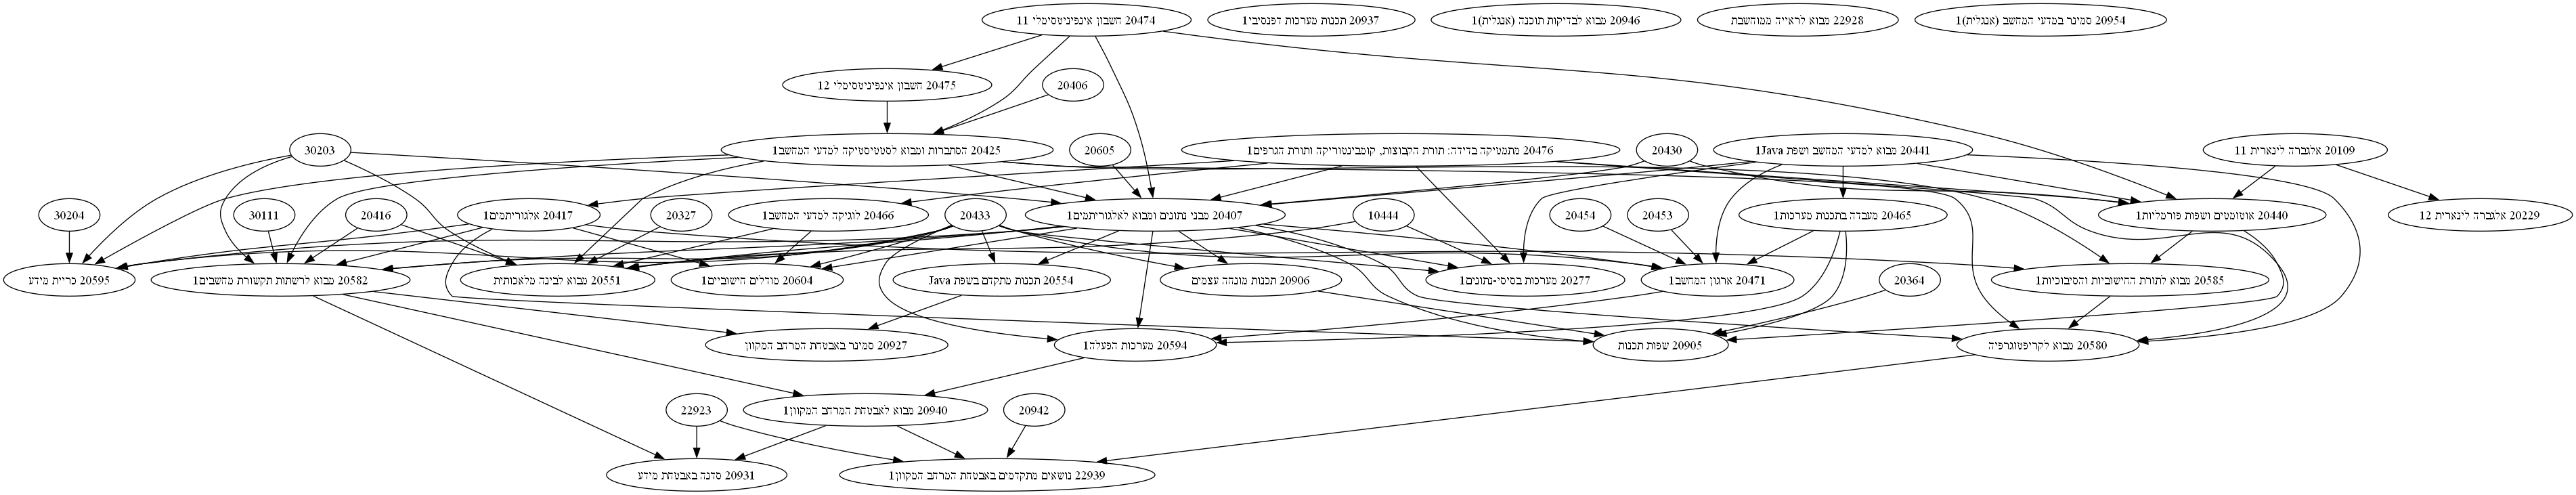 20474 חשבון אינפיניטסימלי 11
20937 תכנות מערכות דפנסיבי1
20946 מבוא לבדיקות תוכנה (אנגלית)1
22928 מבוא לראייה ממוחשבת
20954 סמינר במדעי המחשב (אנגלית)1
20475 חשבון אינפיניטסימלי 12
20406
30203
20425 הסתברות ומבוא לסטטיסטיקה למדעי המחשב1
20605
20476 מתמטיקה בדידה: תורת הקבוצות, קומבינטוריקה ותורת הגרפים1
20430
20441 מבוא למדעי המחשב ושפת Java1
20109 אלגברה לינארית 11
30204
30111
20416
20417 אלגוריתמים1
20327
20466 לוגיקה למדעי המחשב1
20433
20407 מבני נתונים ומבוא לאלגוריתמים1
10444
20454
20453
20465 מעבדה בתכנות מערכות1
20440 אוטומטים ושפות פורמליות1
20229 אלגברה לינארית 12
20595 כריית מידע
20582 מבוא לרשתות תקשורת מחשבים1
20551 מבוא לבינה מלאכותית
20604 מודלים חישוביים1
20554 תכנות מתקדם בשפת Java
20906 תכנות מונחה עצמים
20277 מערכות בסיסי-נתונים1
20471 ארגון המחשב1
20364
20585 מבוא לתורת החישוביות והסיבוכיות1
20927 סמינר באבטחת המרחב המקוון
20594 מערכות הפעלה1
20905 שפות תכנות
20580 מבוא לקריפטוגרפיה
22923
20940 מבוא לאבטחת המרחב המקוון1
20942
20931 סדנה באבטחת מידע
22939 נושאים מתקדמים באבטחת המרחב המקוון1